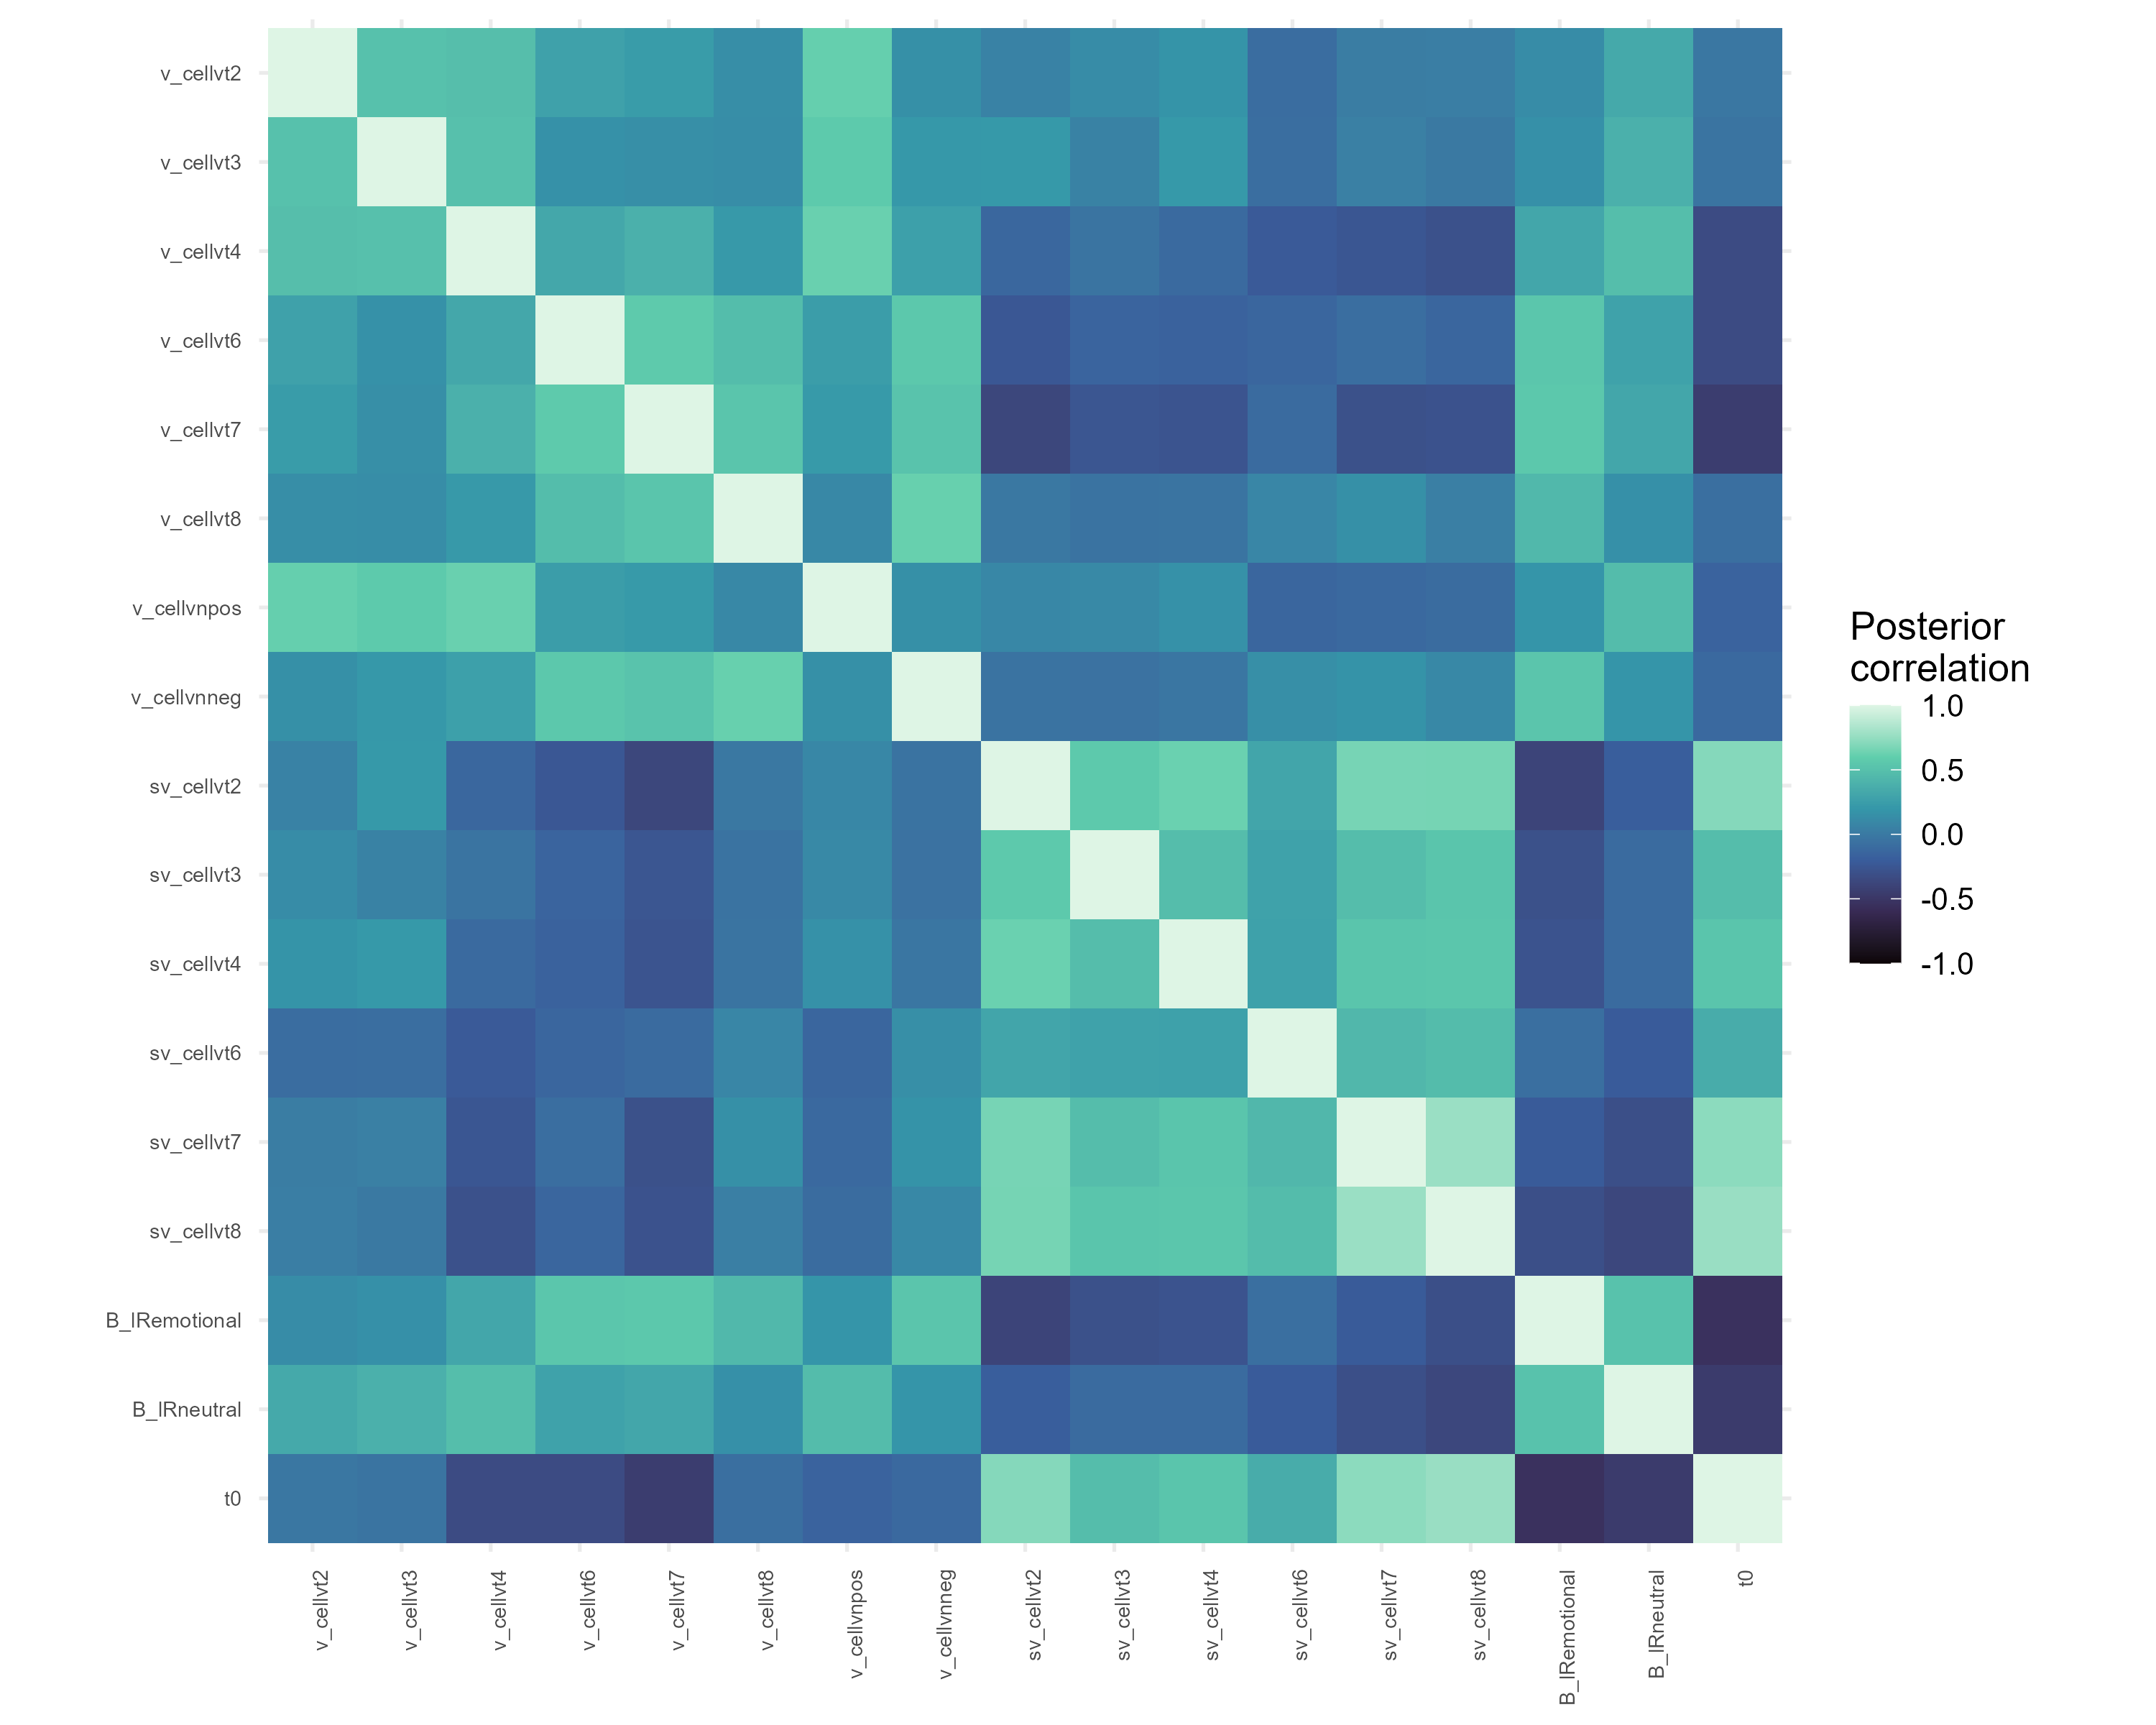 v_cellvt2
v_cellvt3
v_cellvt4
v_cellvt6
v_cellvt7
v_cellvt8
v_cellvnpos
v_cellvnneg
sv_cellvt2
sv_cellvt3
sv_cellvt4
sv_cellvt6
sv_cellvt7
sv_cellvt8
B_lRemotional
B_lRneutral
t0
v_cellvt2
v_cellvt3
v_cellvt4
v_cellvt6
v_cellvt7
v_cellvt8
v_cellvnpos
v_cellvnneg
sv_cellvt2
sv_cellvt3
sv_cellvt4
sv_cellvt6
sv_cellvt7
sv_cellvt8
B_lRemotional
B_lRneutral
t0
Posterior
correlation
1.0
0.5
0.0
-0.5
-1.0